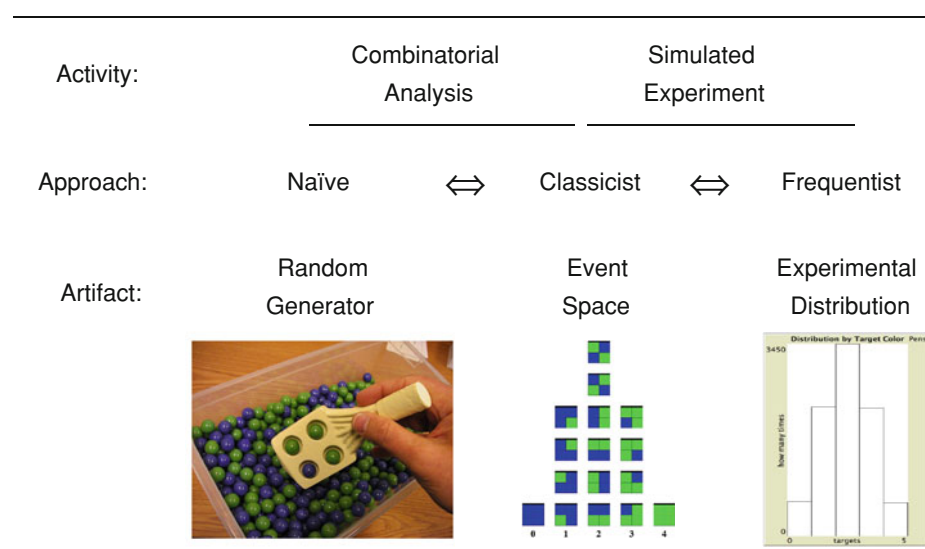 Activity:
Combinatorial
Analysis
Simulated
Experiment
Approach:
Naïve
⇔
Classicist
⇔
Frequentist
Artifact:
Random
Generator
Event
Space
Experimental
Distribution
0 1 2 3 4
Distribution by Target Color Pens
3450
how many times
0
0 targets 5